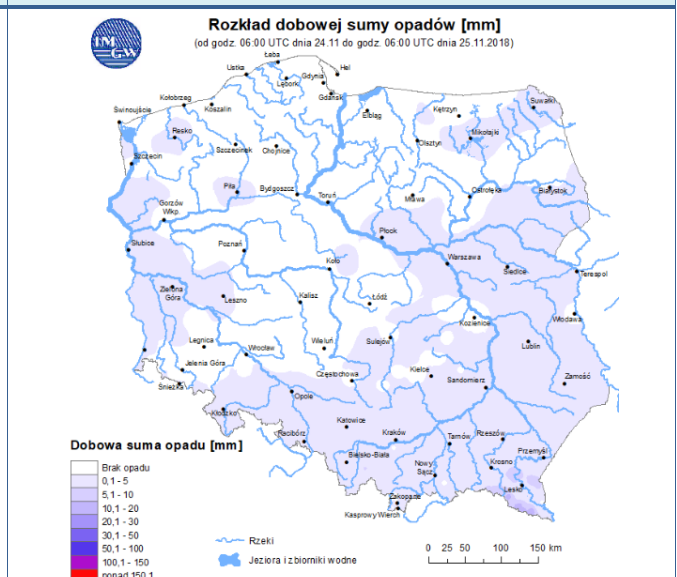 Rozkład dobowej sumy opadów [mm]
(od godz. 06:00 UTC dnia 24.11 do godz. 06:00 UTC dnia 25.11.2018)
IM
GW
Łeba
Ustka
Lębork
Gdynia
Hel
Gdańsk
Kołobrzeg
Koszalin
Świnoujście
Resko
Elbląg
Kętrzyn
Suwałki
Mikołajki
Olsztyn
Szczecin
Szczecinek
Chojnice
Piła
Bydgoszcz
Toruń
Mława
Ostrołęka
Białystok
Gorzów
Wlkp.
Płock
Słubice
Poznań
Koło
Warszawa
Siedlce
Terespol
Zielona
Góra
Leszno
Kalisz
Łódź
Kozienice
Włodawa
Legnica
Wrocław
Wieluń
Sulejów
Lublin
Jelenia Góra
Śnieżka
Częstochowa
Kielce
Sandomierz
Zamość
Opole
Kłodzko
Katowice
Racibórz
Kraków
Tarnów
Rzeszów
Przemyśl
Bielsko-Biała
Nowy
Sącz
Krosno
Lesko
Zakopane
Kasprowy Wierch
Dobowa suma opadu [mm]
Brak opadu
0,1 - 5
5,1 - 10
10,1 - 20
20,1 - 30
30,1 - 50
50,1 - 100
100,1 - 150
ponad 150,1
Rzeki
Jeziora i zbiorniki wodne
0 25 50 100 150 km